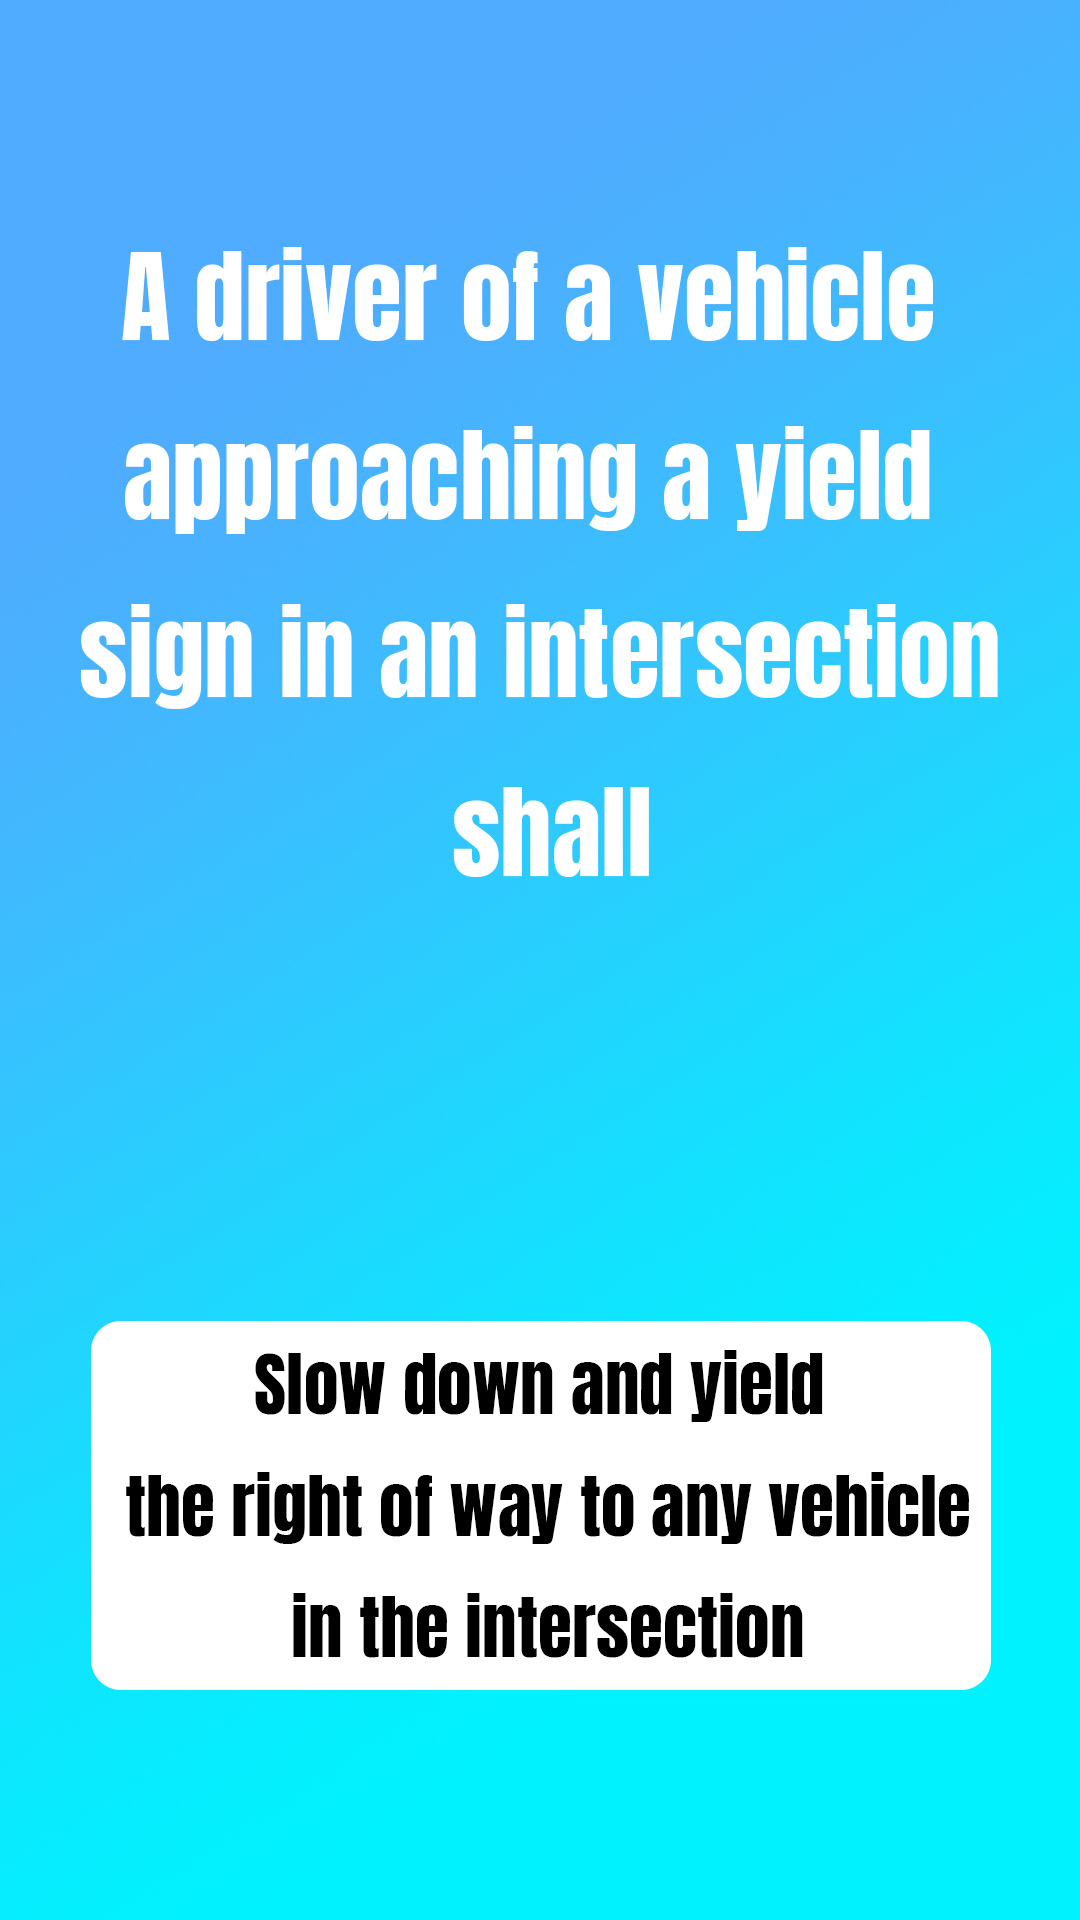 A driver of a vehicle
approaching a yield
sign in an intersection
shall
Slow down and yield
the right of way to any vehicle
in the intersection